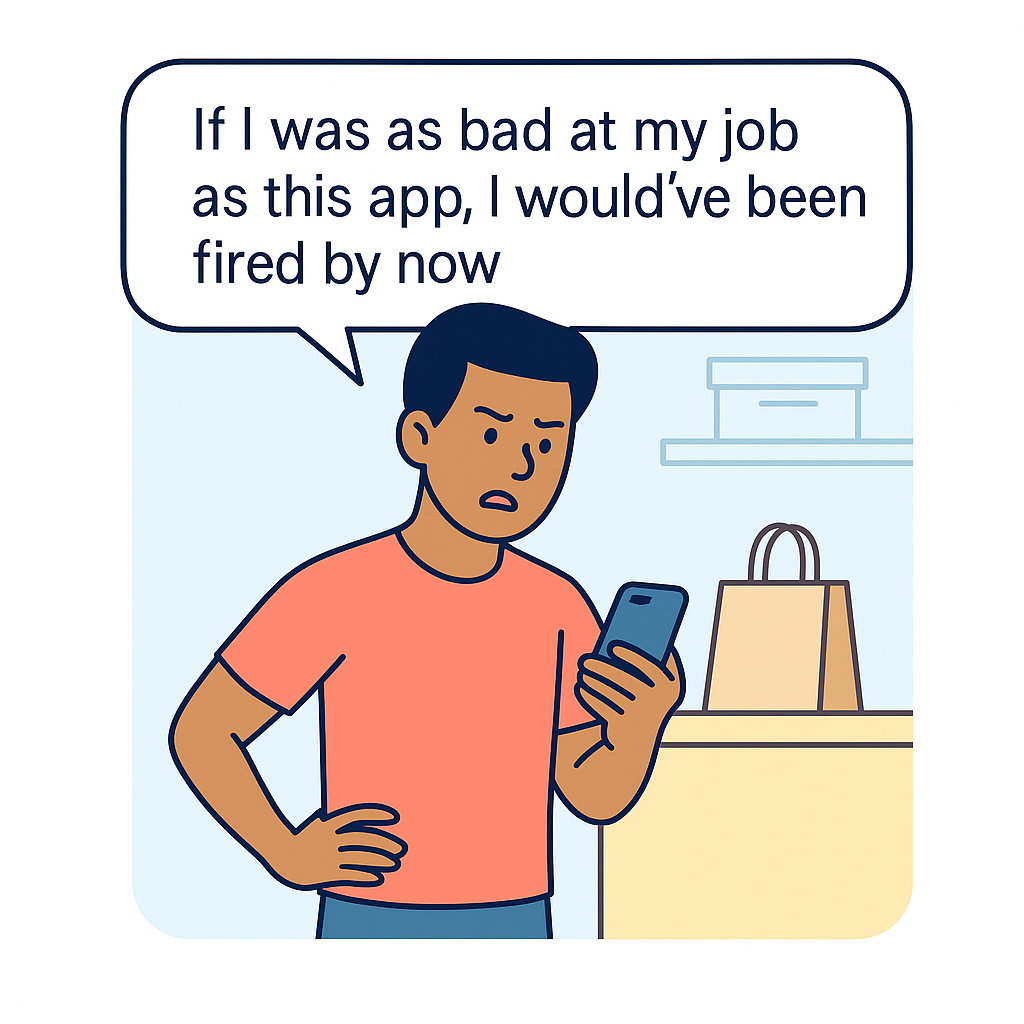 If I was as bad at my job
as this app, I would’ve been
fired by now